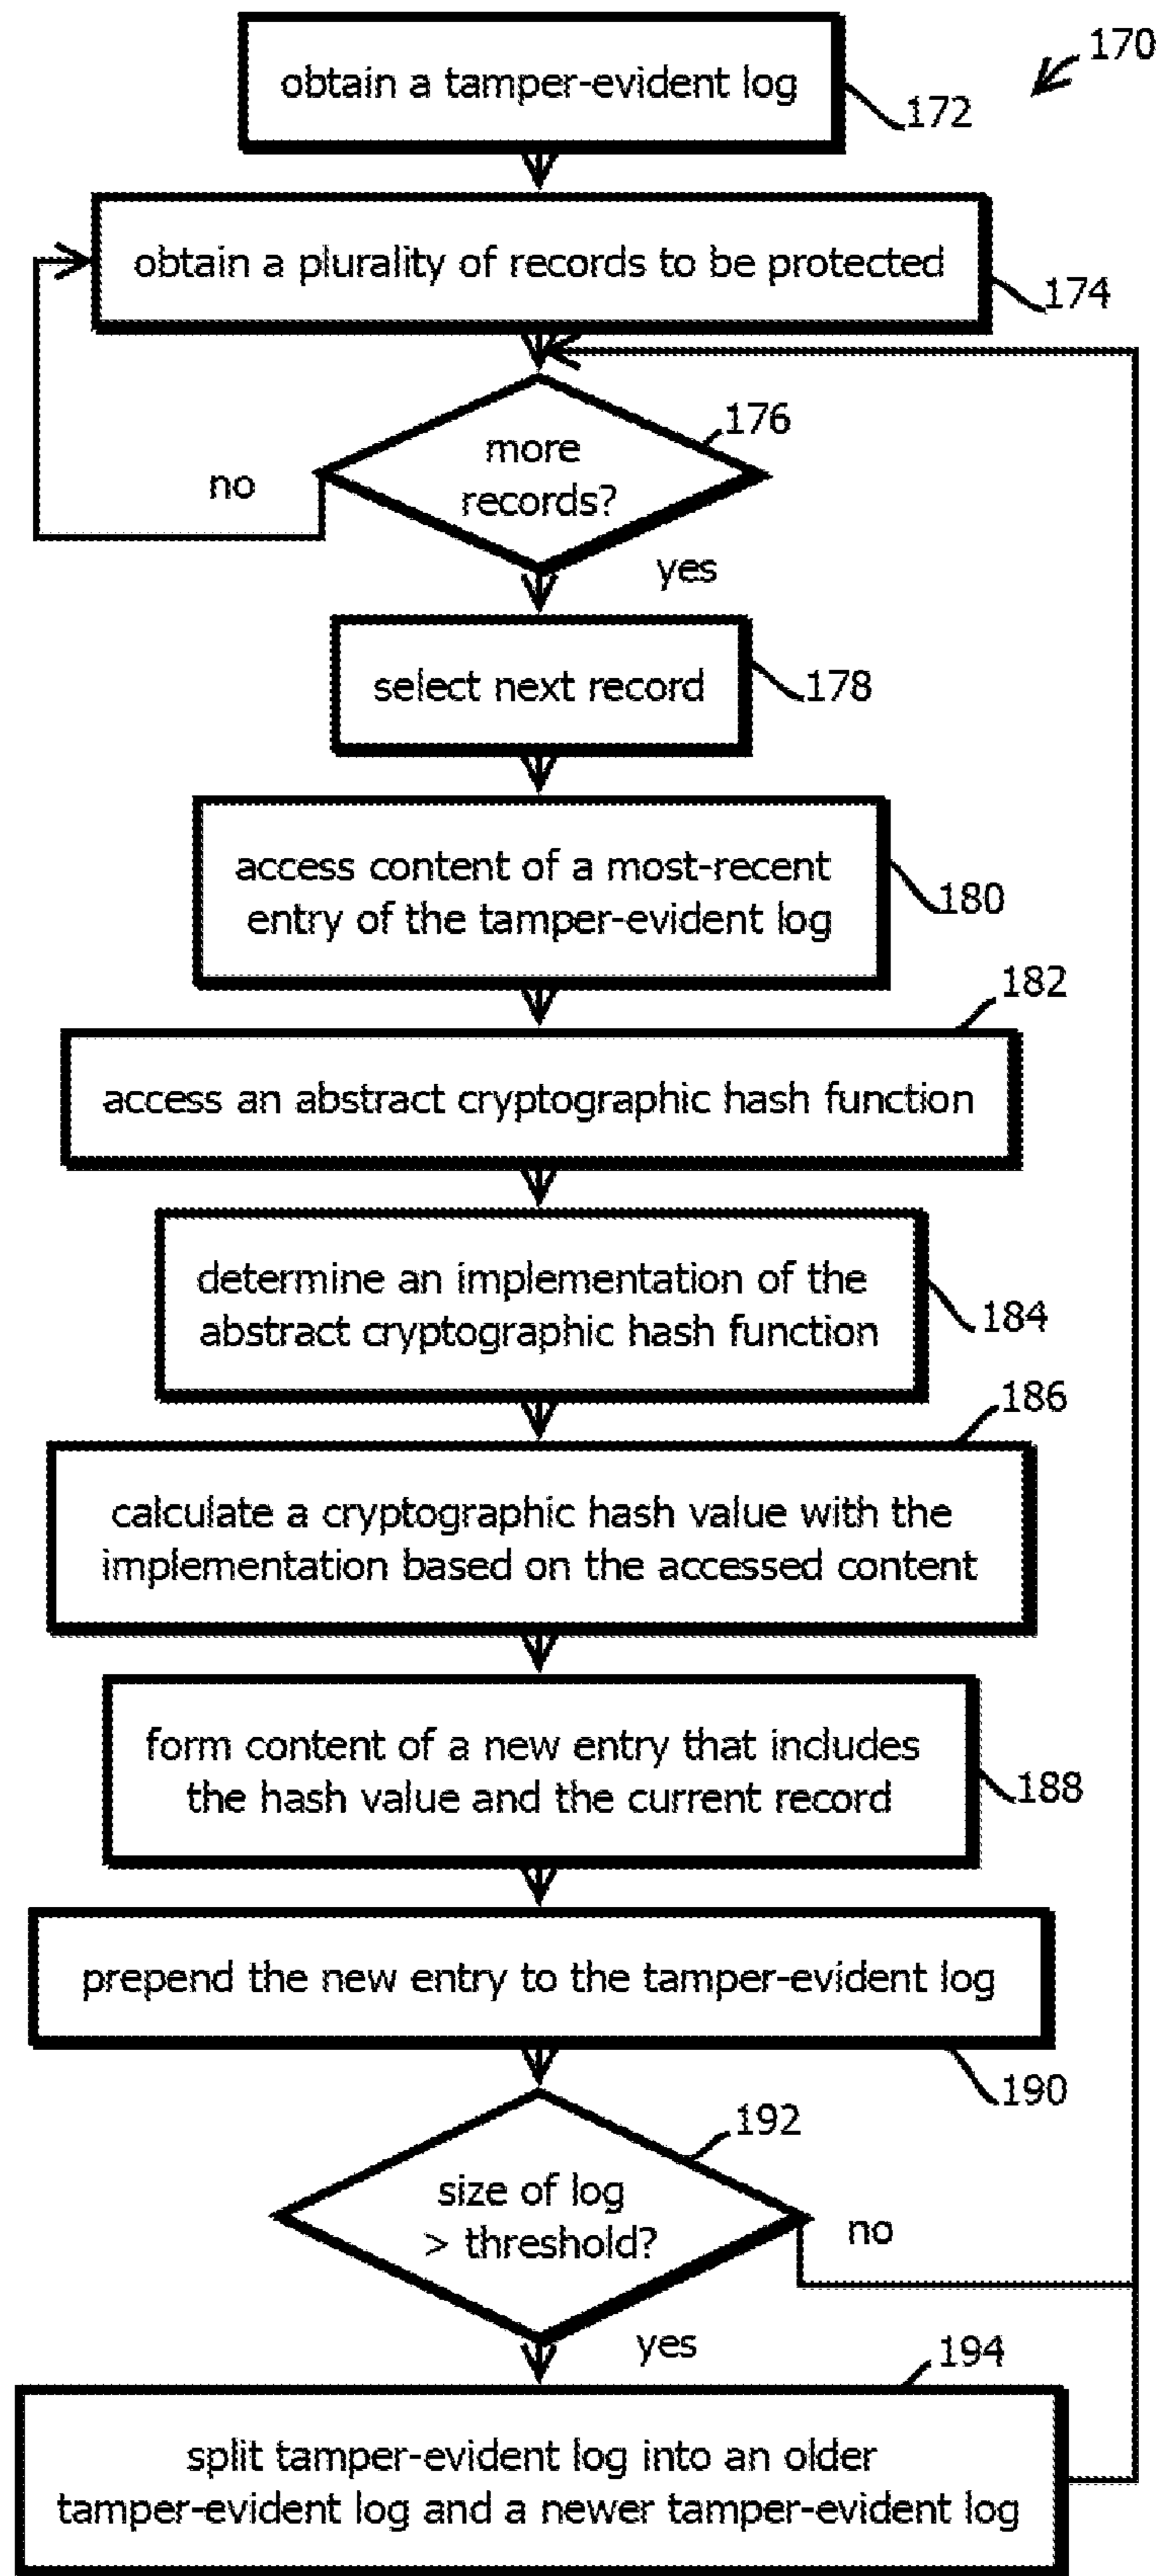 170
obtain a tamper-evident log
172
obtain a plurality of records to be protected
174
176
more
records?
no
yes
select next record
178
access content of a most-recent
entry of the tamper-evident log
180
182
access an abstract cryptographic hash function
determine an implementation of the
abstract cryptographic hash function
184
186
calculate a cryptographic hash value with the
implementation based on the accessed content
form content of a new entry that includes
the hash value and the current record
188
prepend the new entry to the tamper-evident log
190
192
size of log
> threshold?
no
yes
194
split tamper-evident log into an older
tamper-evident log and a newer tamper-evident log